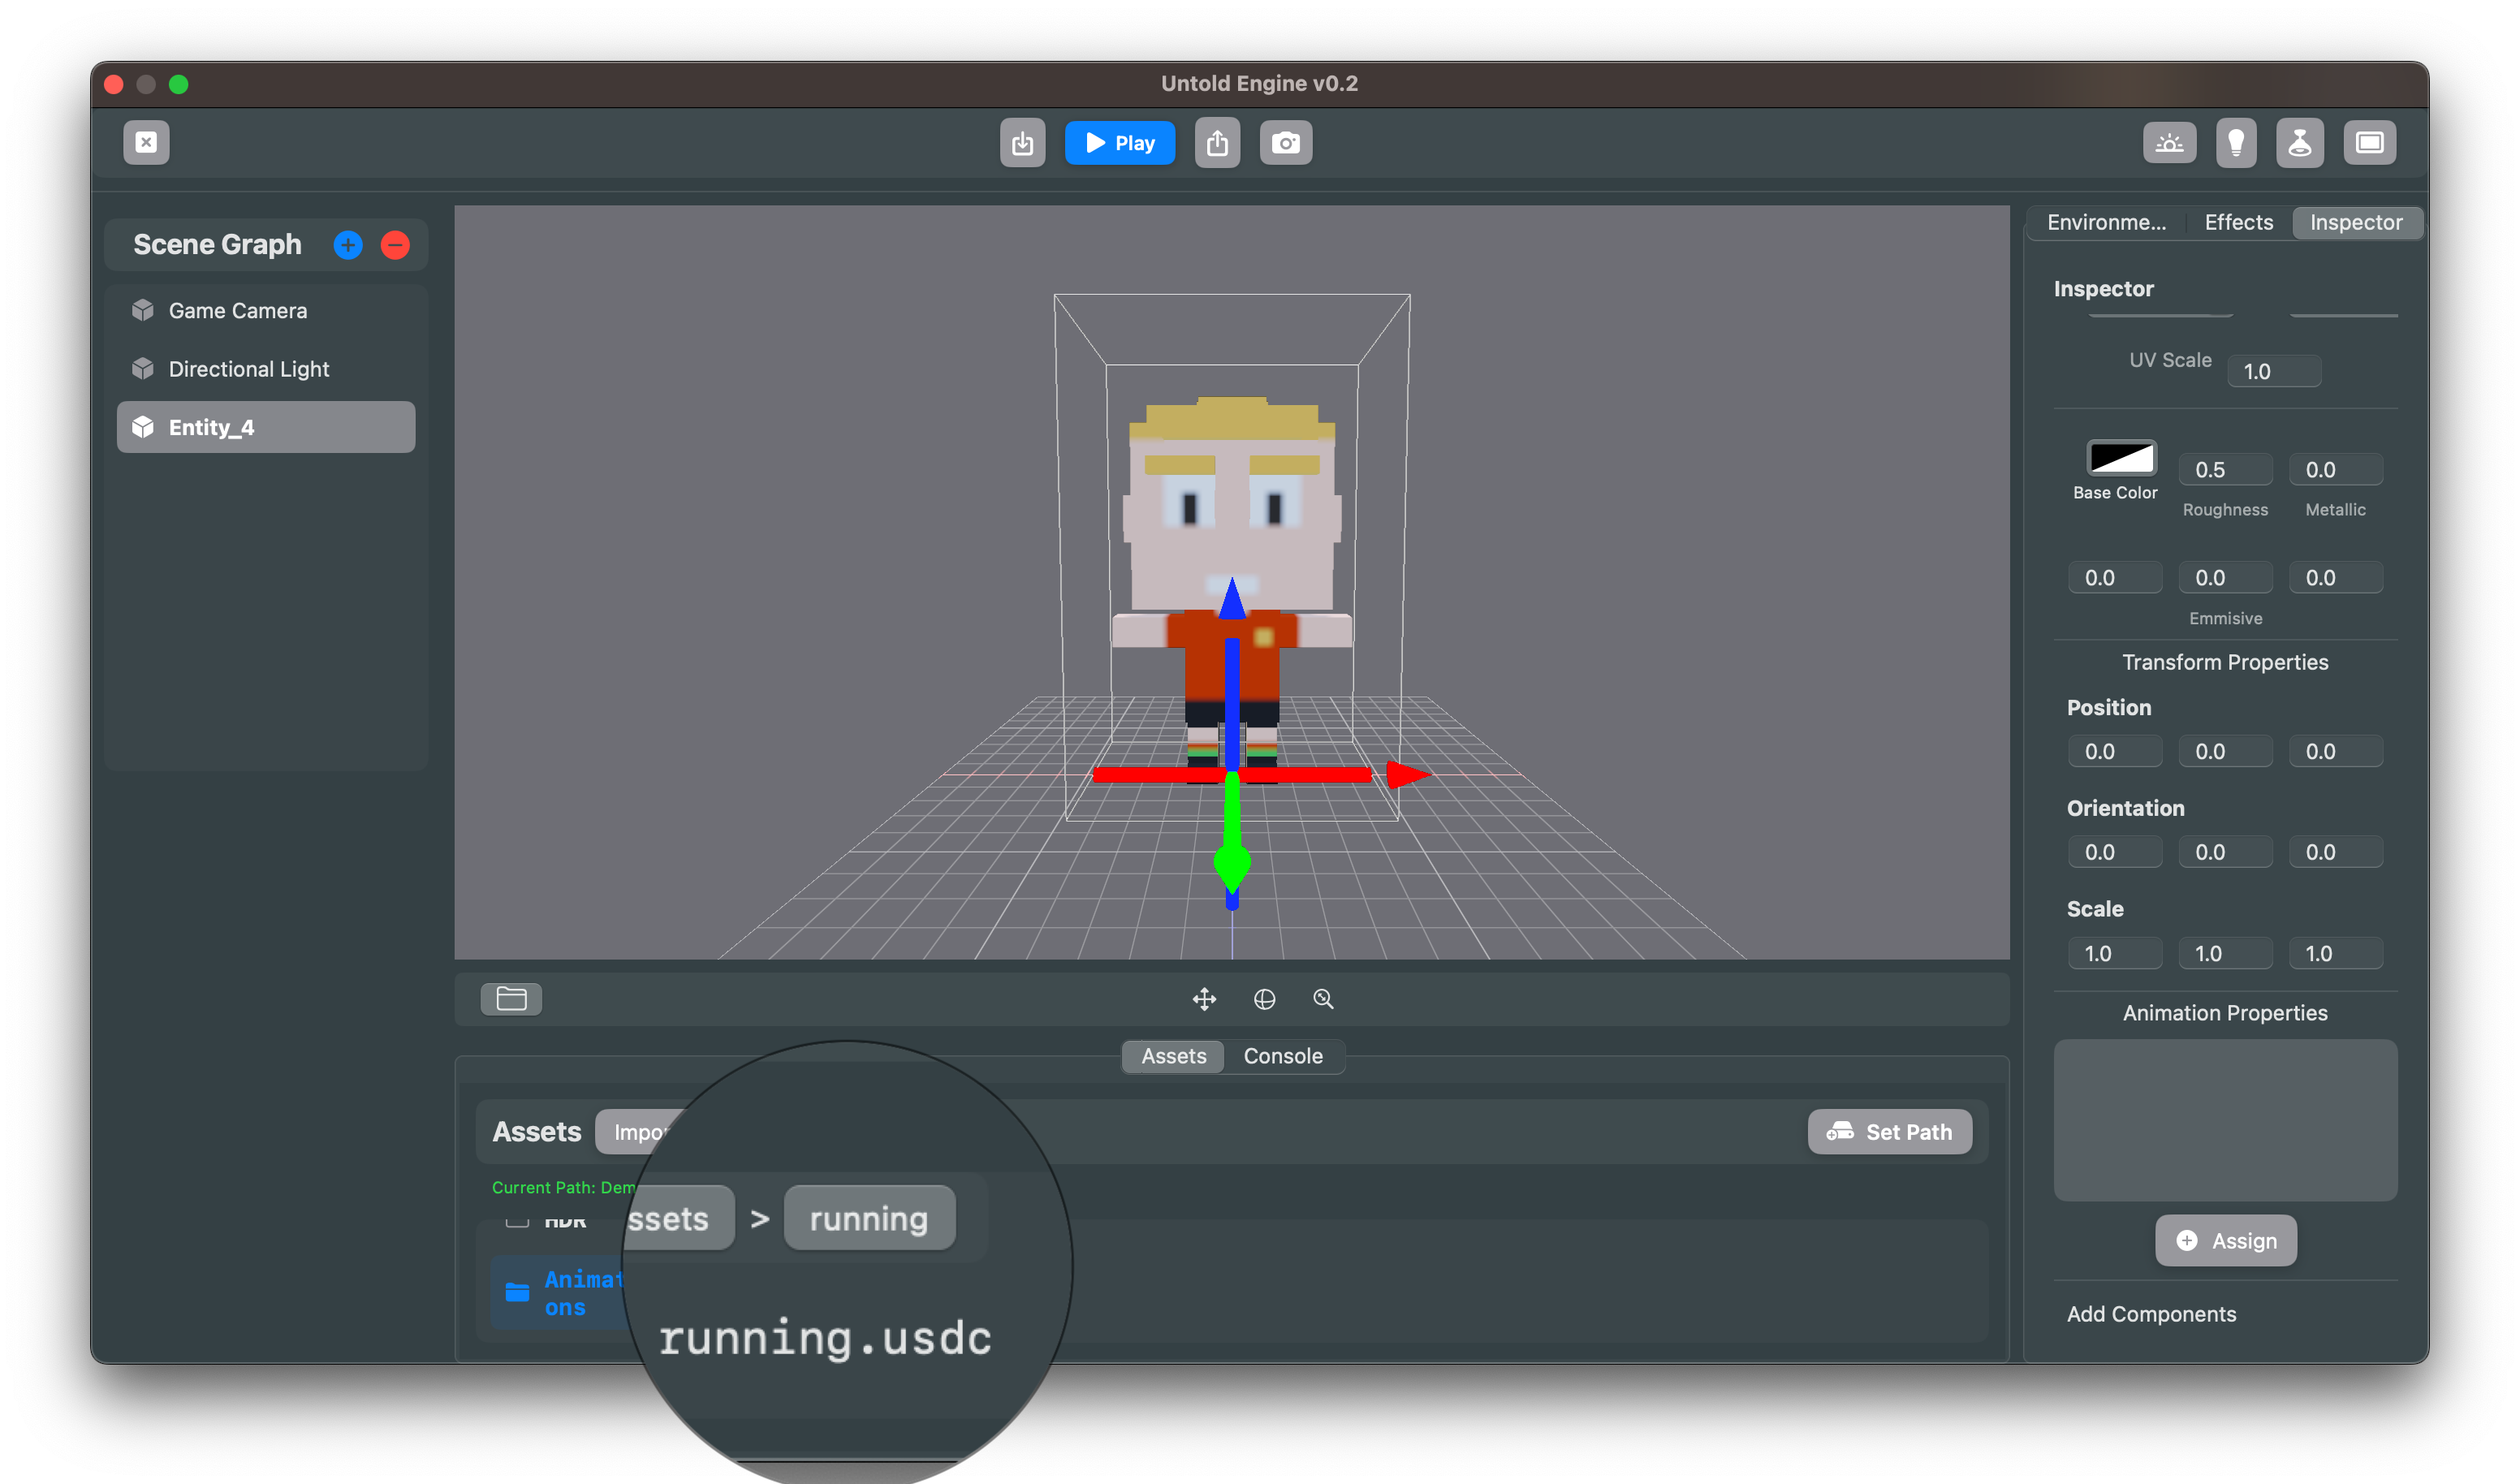 Untold Engine v0.2
Play
Scene Graph
Game Camera
Directional Light
Entity_4
Environme... Effects Inspector
Inspector
UV Scale 1.0
0.5 0.0
Base Color Roughness Metallic
0.0 0.0 0.0
Emmisive
Transform Properties
Position
0.0 0.0 0.0
Orientation
0.0 0.0 0.0
Scale
1.0 1.0 1.0
Animation Properties
Assign
Add Components
Assets Console
Assets Impo
Set Path
Current Path: Dem
HDR
Animat
ons
ssets > running
running.usdc